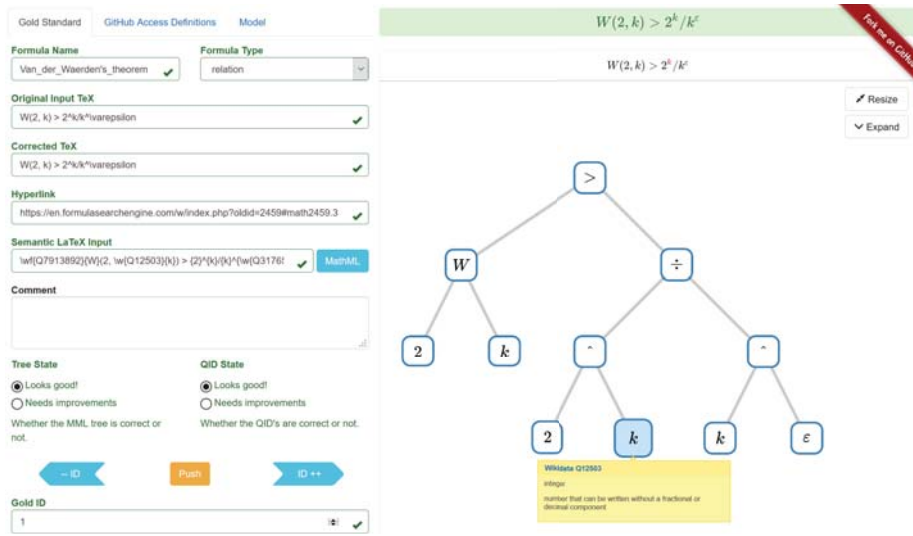 Gold Standard
GitHub Access Definitions
Model
Formula Name
Van_der_Waerden's_theorem
Formula Type
relation
Original Input TeX
W(2, k) > 2^k/k^\varepsilon
Corrected TeX
W(2, k) > 2^k/k^\varepsilon
Hyperlink
https://en.formulasearchengine.com/w/index.php?oldid=2459#math2459.3
Semantic LaTeX Input
\wf{Q7913892}{W}(2, \w{Q12503}{k}) > {2}^{k}/{k}^{\w{Q3176
MathML
Comment
Tree State
Looks good!
Needs improvements
Whether the MML tree is correct or
not.
QID State
Looks good!
Needs improvements
Whether the QID's are correct or not.
-- ID
Push
ID ++
Gold ID
1
W(2, k) > 2^k/k^ε
W(2, k) > 2^k/k^ε
Fork me on GitHub
Resize
Expand
>
W
÷
2
k
^
^
2
k
k
ε
Wikidata Q12503
integer
number that can be written without a fractional or
decimal component